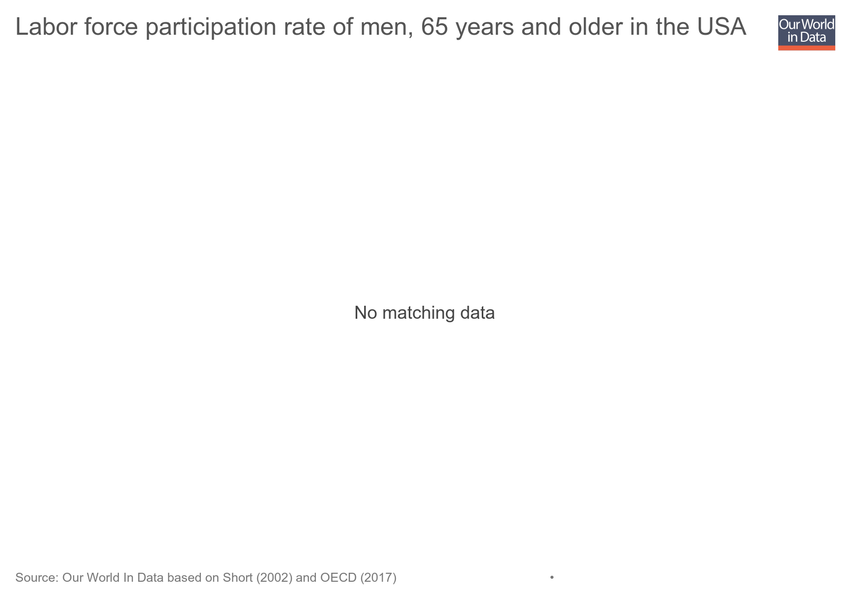 Labor force participation rate of men, 65 years and older in the USA
Our World
in Data
No matching data
Source: Our World In Data based on Short (2002) and OECD (2017)
•